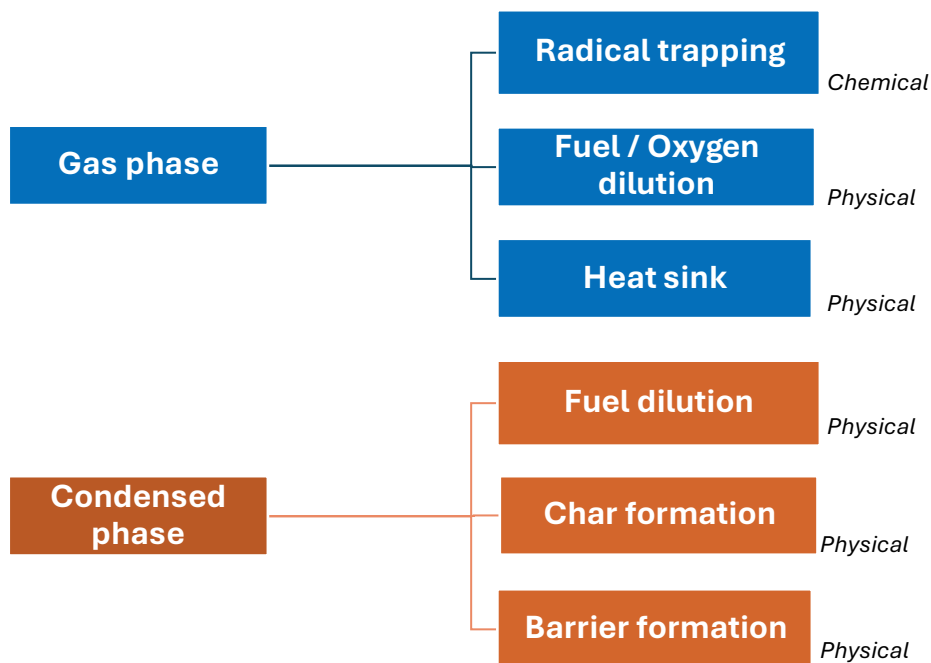 Radical trapping
Chemical
Gas phase
Fuel / Oxygen
dilution
Physical
Heat sink
Physical
Fuel dilution
Physical
Condensed
phase
Char formation
Physical
Barrier formation
Physical